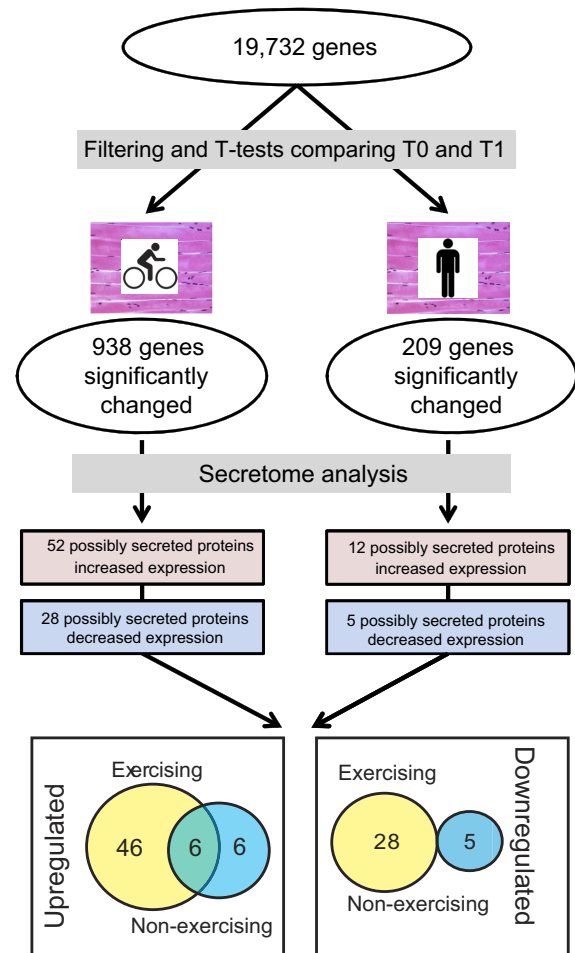 19,732 genes
Filtering and T-tests comparing T0 and T1
938 genes
significantly
changed
209 genes
significantly
changed
Secretome analysis
52 possibly secreted proteins
increased expression
12 possibly secreted proteins
increased expression
28 possibly secreted proteins
decreased expression
5 possibly secreted proteins
decreased expression
Upregulated
Exercising
46
6
6
Non-exercising
Exercising
28
5
Non-exercising
Downregulated